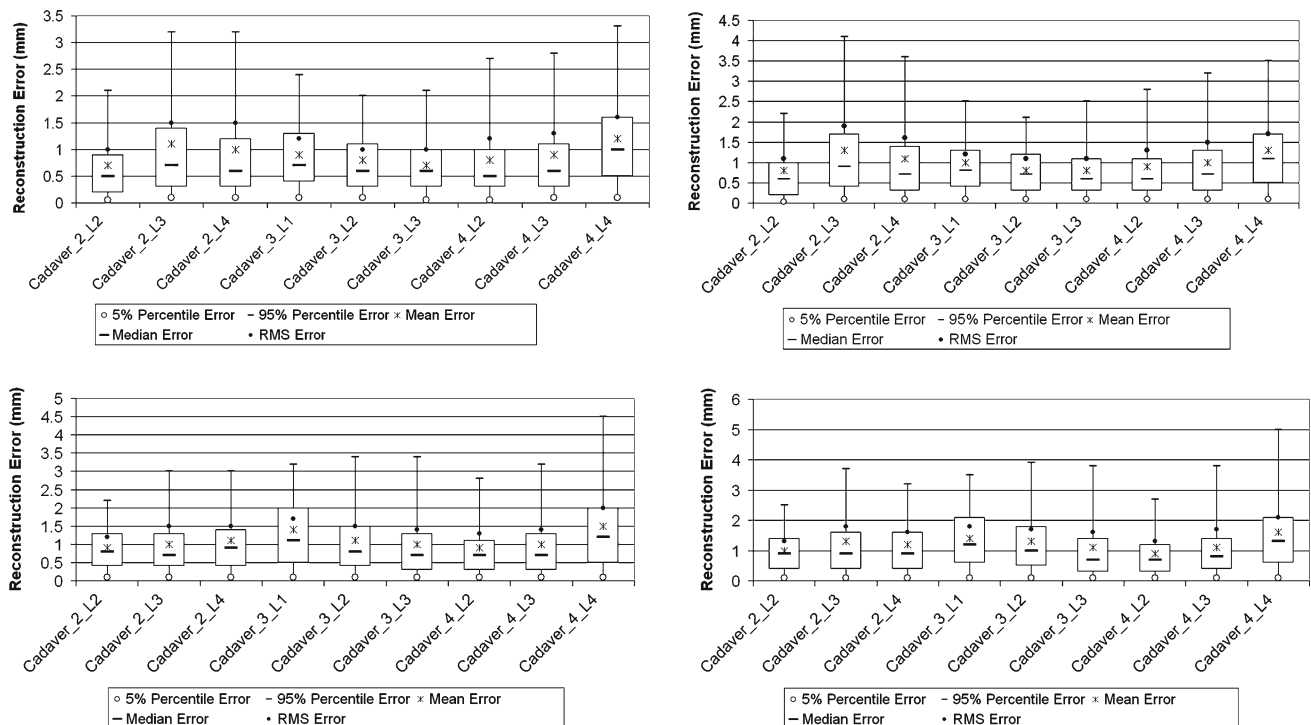 Reconstruction Error (mm)
3.5
3
2.5
2
1.5
1
0.5
0
Cadaver_2_L2
Cadaver_2_L3
Cadaver_2_L4
Cadaver_3_L1
Cadaver_3_L2
Cadaver_3_L3
Cadaver_4_L2
Cadaver_4_L3
Cadaver_4_L4
5% Percentile Error
95% Percentile Error
Mean Error
Median Error
RMS Error
Reconstruction Error (mm)
4.5
4
3.5
3
2.5
2
1.5
1
0.5
0
Cadaver_2_L2
Cadaver_2_L3
Cadaver_2_L4
Cadaver_3_L1
Cadaver_3_L2
Cadaver_3_L3
Cadaver_4_L2
Cadaver_4_L3
Cadaver_4_L4
5% Percentile Error
95% Percentile Error
Mean Error
Median Error
RMS Error
Reconstruction Error (mm)
5
4.5
4
3.5
3
2.5
2
1.5
1
0.5
0
Cadaver_2_L2
Cadaver_2_L3
Cadaver_2_L4
Cadaver_3_L1
Cadaver_3_L2
Cadaver_3_L3
Cadaver_4_L2
Cadaver_4_L3
Cadaver_4_L4
5% Percentile Error
95% Percentile Error
Mean Error
Median Error
RMS Error
Reconstruction Error (mm)
6
5
4
3
2
1
0
Cadaver_2_L2
Cadaver_2_L3
Cadaver_2_L4
Cadaver_3_L1
Cadaver_3_L2
Cadaver_3_L3
Cadaver_4_L2
Cadaver_4_L3
Cadaver_4_L4
5% Percentile Error
95% Percentile Error
Mean Error
Median Error
RMS Error